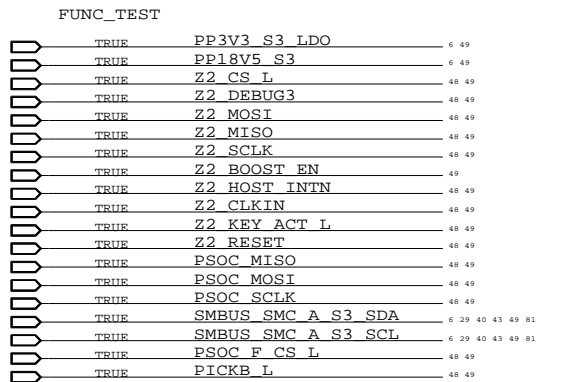 FUNC_TEST
TRUE PP3V3_S3_LDO 6 49
TRUE PP18V5_S3 6 49
TRUE Z2_CS_L 48 49
TRUE Z2_DEBUG3 48 49
TRUE Z2_MOSI 48 49
TRUE Z2_MISO 48 49
TRUE Z2_SCLK 48 49
TRUE Z2_BOOST_EN 49
TRUE Z2_HOST_INTN 48 49
TRUE Z2_CLKIN 48 49
TRUE Z2_KEY_ACT_L 48 49
TRUE Z2_RESET 48 49
TRUE PSOC_MISO 48 49
TRUE PSOC_MOSI 48 49
TRUE PSOC_SCLK 48 49
TRUE SMBUS_SMC_A_S3_SDA 6 29 40 43 49 81
TRUE SMBUS_SMC_A_S3_SCL 6 29 40 43 49 81
TRUE PSOC_F_CS_L 48 49
TRUE PICKB_L 48 49